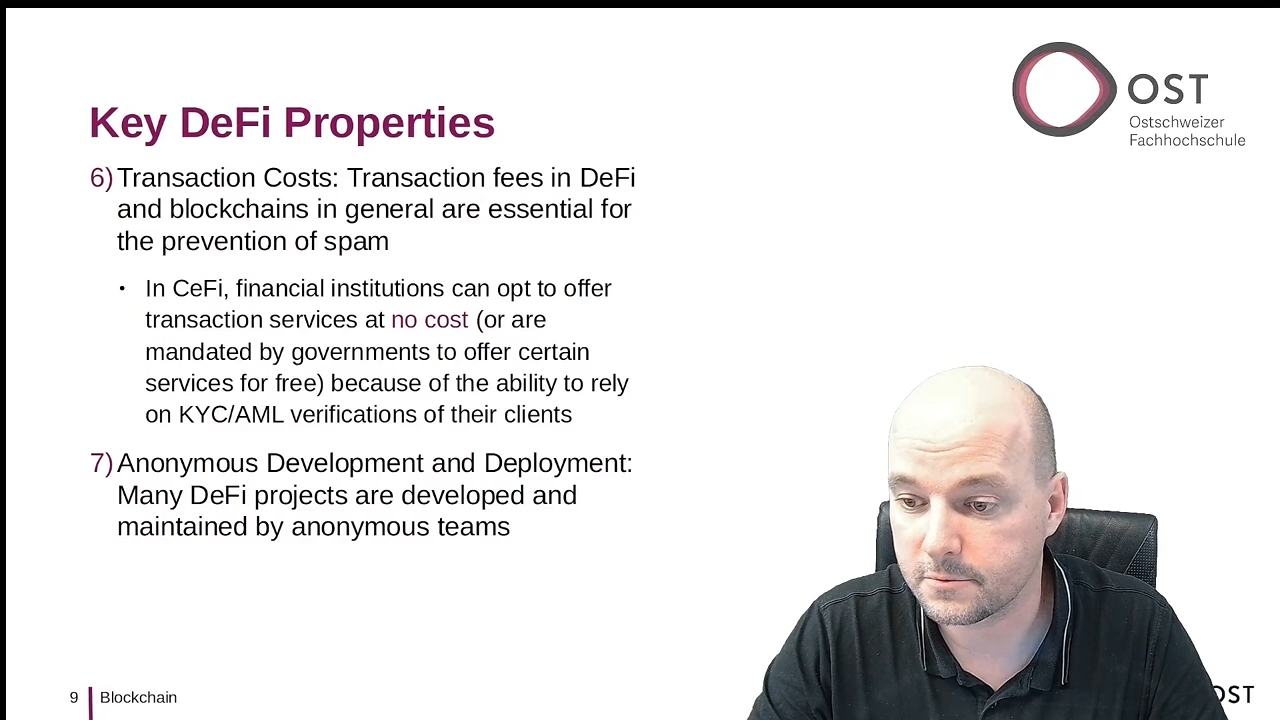 OST
Ostschweizer
Fachhochschule
Key DeFi Properties
6) Transaction Costs: Transaction fees in DeFi
and blockchains in general are essential for
the prevention of spam
• In CeFi, financial institutions can opt to offer
transaction services at no cost (or are
mandated by governments to offer certain
services for free) because of the ability to rely
on KYC/AML verifications of their clients
7) Anonymous Development and Deployment:
Many DeFi projects are developed and
maintained by anonymous teams
9 Blockchain
OST